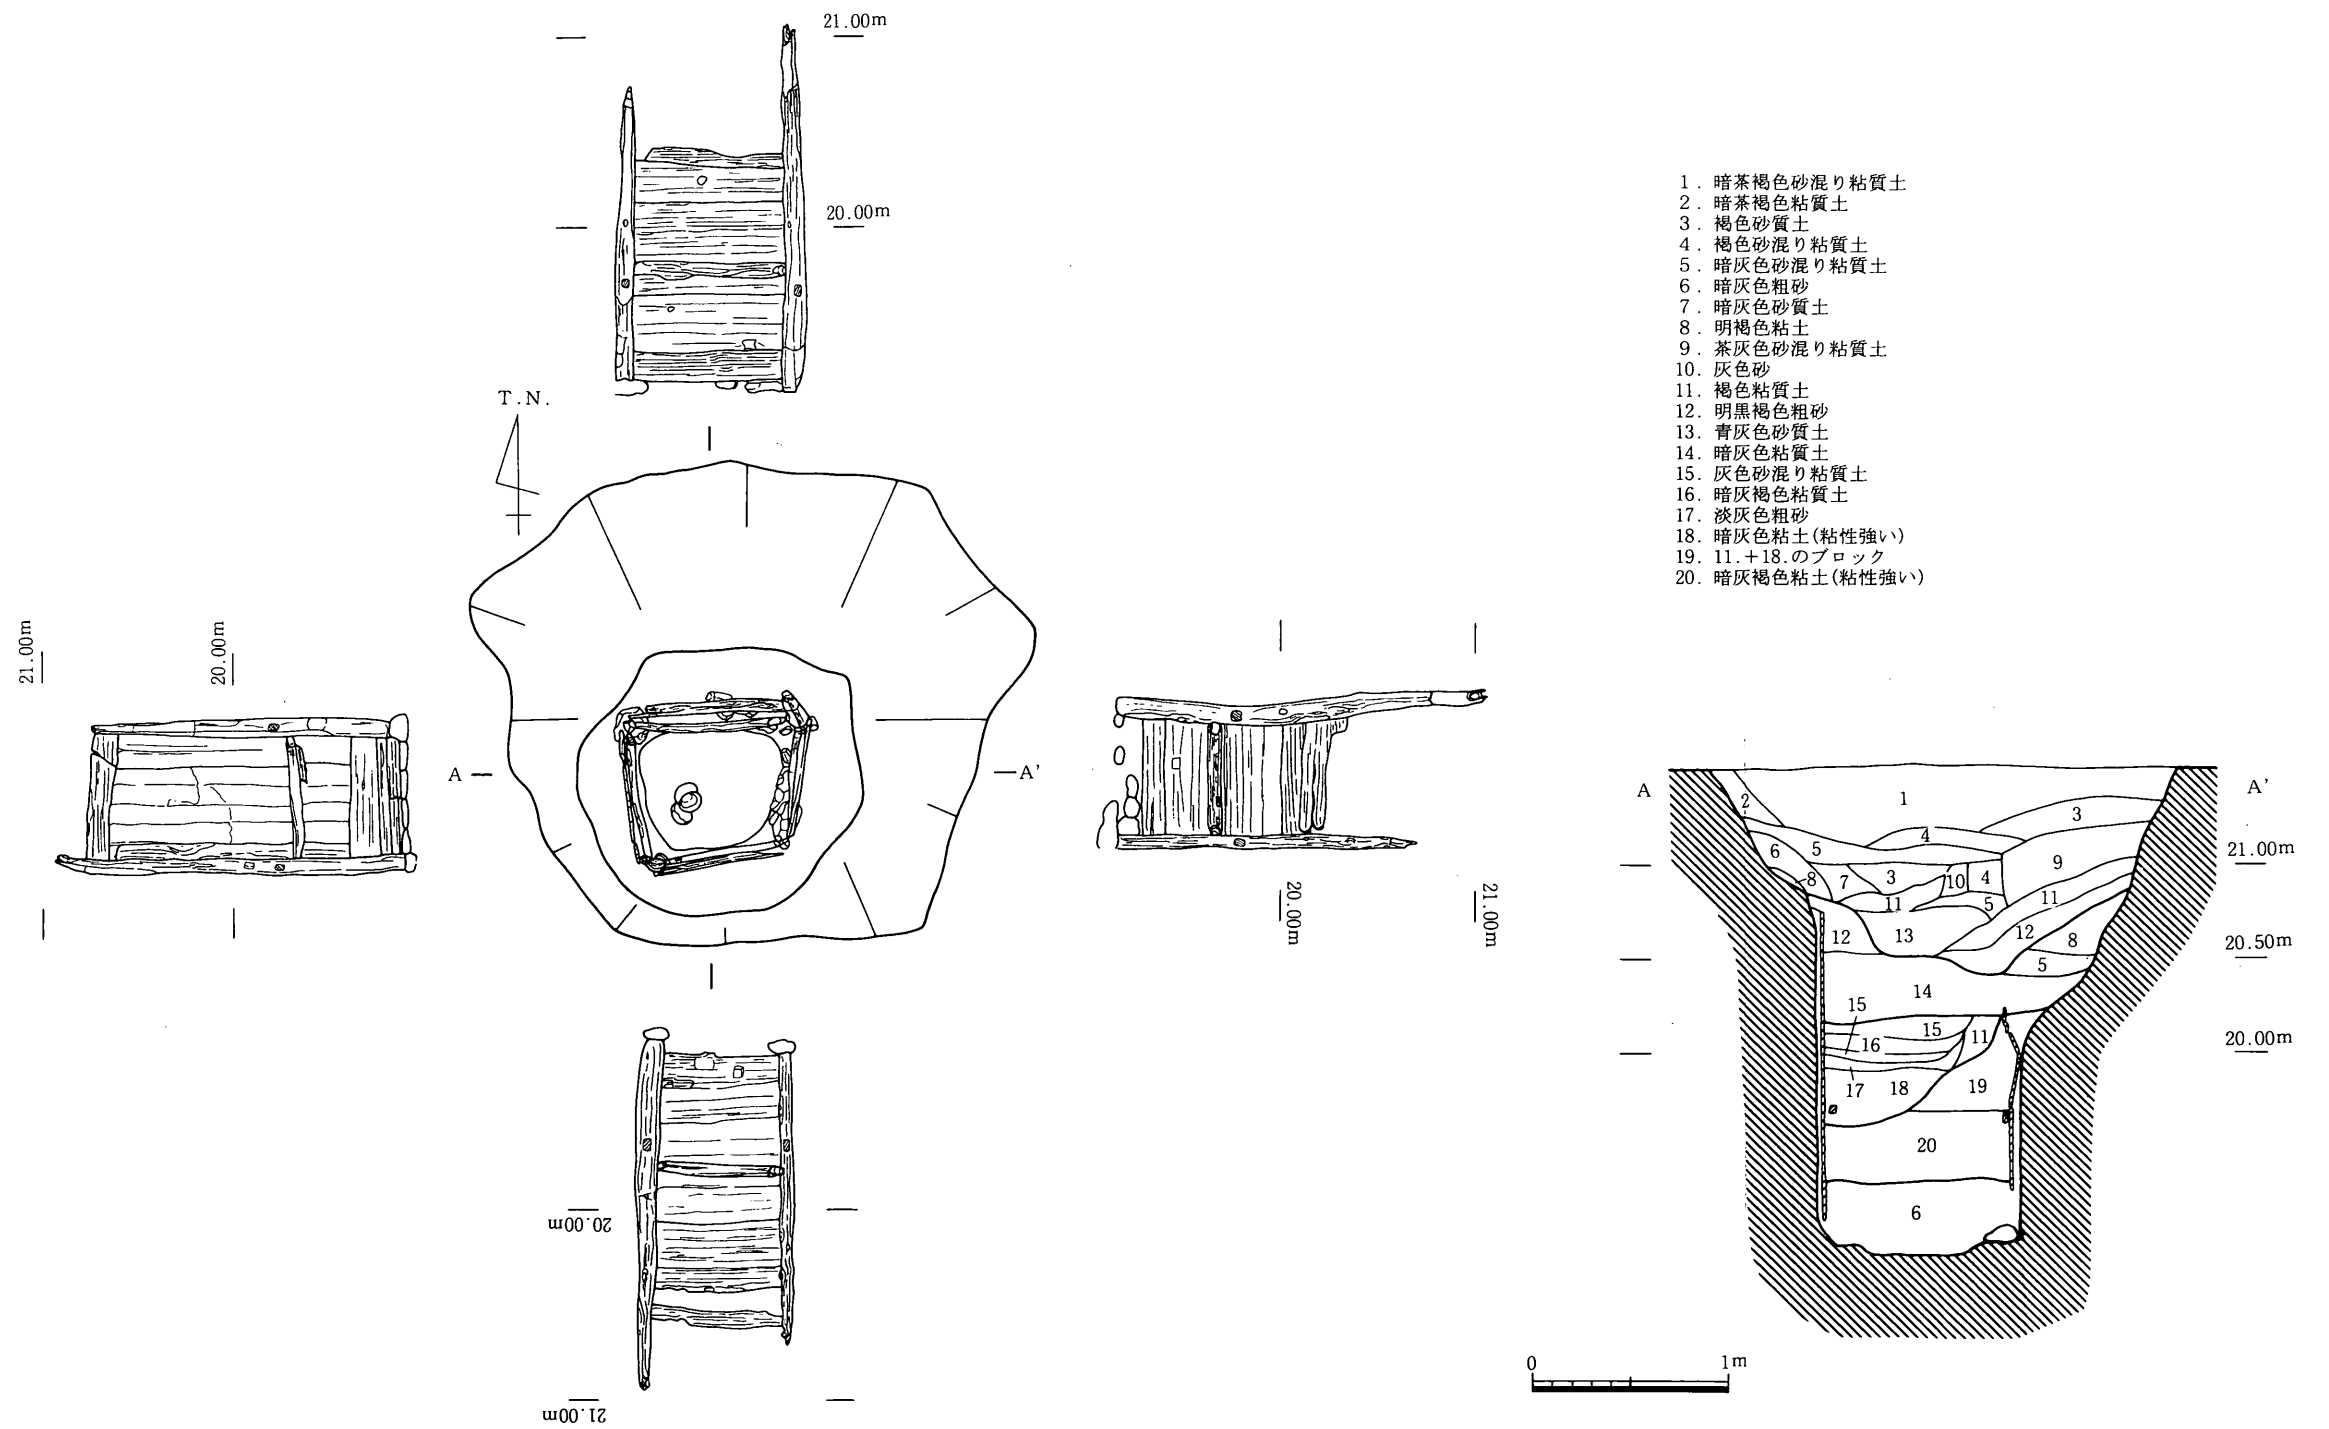 21.00m
20.00m
T.N.
21.00m
20.00m
A
A'
20.00m
21.00m
20.00m
21.00m
1. 暗茶褐色砂混り粘質土
2. 暗茶褐色粘質土
3. 褐色砂質土
4. 褐色砂混り粘質土
5. 暗灰色砂混り粘質土
6. 暗灰色粗砂
7. 暗灰色砂質土
8. 明褐色粘土
9. 茶灰色砂混り粘質土
10. 灰色砂
11. 褐色粘質土
12. 明黒褐色粗砂
13. 青灰色砂質土
14. 暗灰色粘質土
15. 灰色砂混り粘質土
16. 暗灰褐色粘質土
17. 淡灰色粗砂
18. 暗灰色粘土(粘性強い)
19. 11.+18.のブロック
20. 暗灰褐色粘土(粘性強い)
A
A'
2
1
3
4
6
5
9
21.00m
8
7
3
10
4
11
5
11
12
13
12
8
20.50m
5
14
15
15
11
20.00m
16
17
18
19
20
6
0
1m